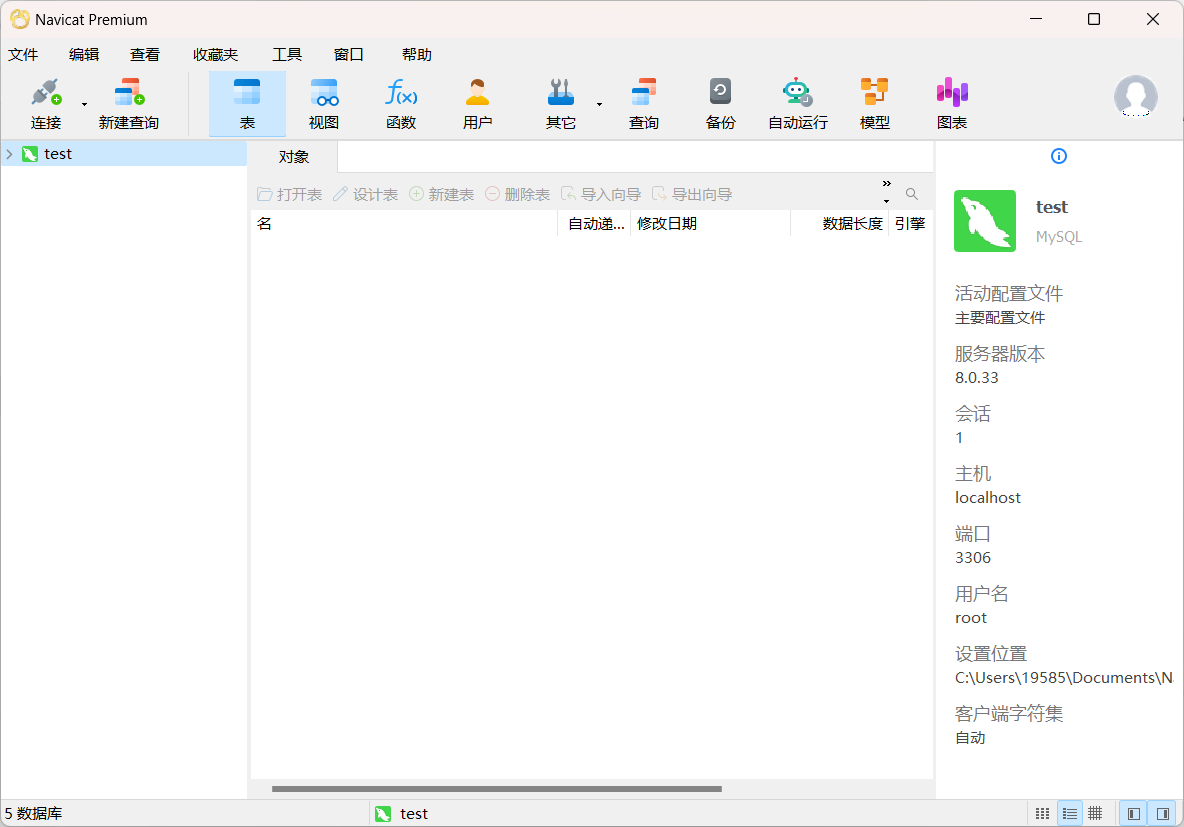 Navicat Premium
文件 编辑 查看 收藏夹 工具 窗口 帮助
连接 新建查询 表 视图 函数 用户 其它 查询 备份 自动运行 模型 图表
test
对象
打开表 设计表 新建表 删除表 导入向导 导出向导
名 自动递... 修改日期 数据长度 引擎
test
MySQL
活动配置文件
主要配置文件
服务器版本
8.0.33
会话
1
主机
localhost
端口
3306
用户名
root
设置位置
C:\Users\19585\Documents\N
客户端字符集
自动
5 数据库 test